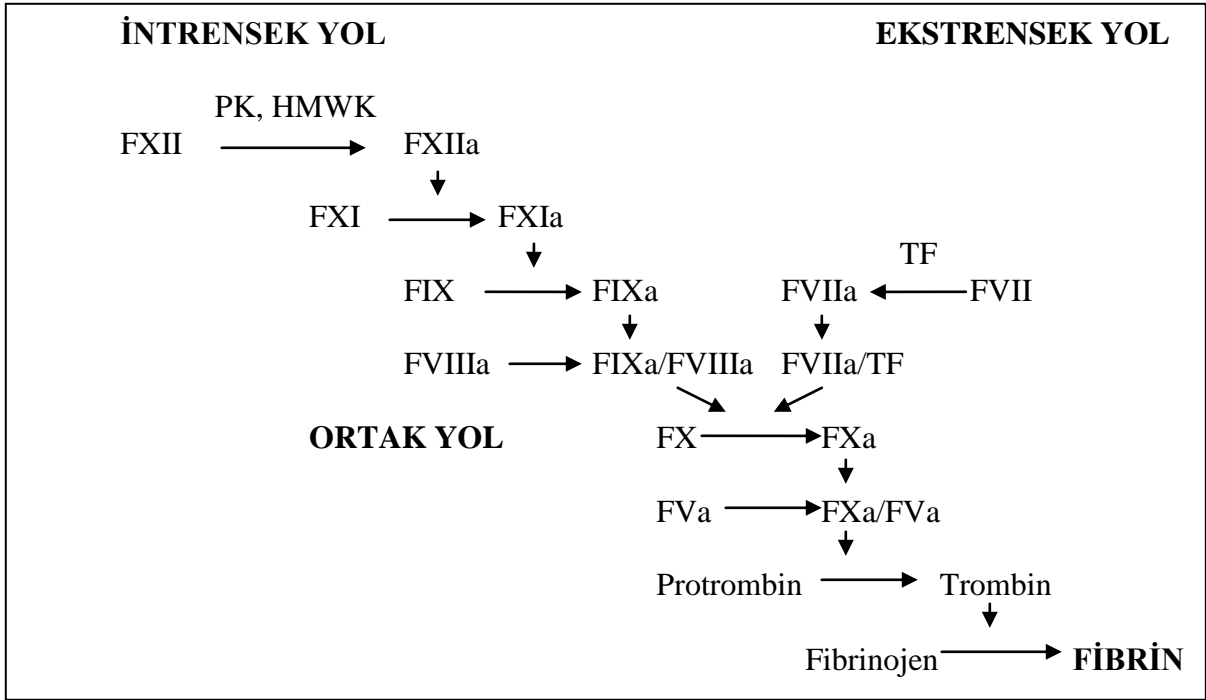 İNTRENSEK YOL EKSTRENSEK YOL
PK, HMWK
FXII FXIIa
FXI FXIa
TF
FIX FIXa FVIIa FVII
FVIIIa FIXa/FVIIIa FVIIa/TF
ORTAK YOL FX FXa
FVa FXa/FVa
Protrombin Trombin
Fibrinojen FİBRİN